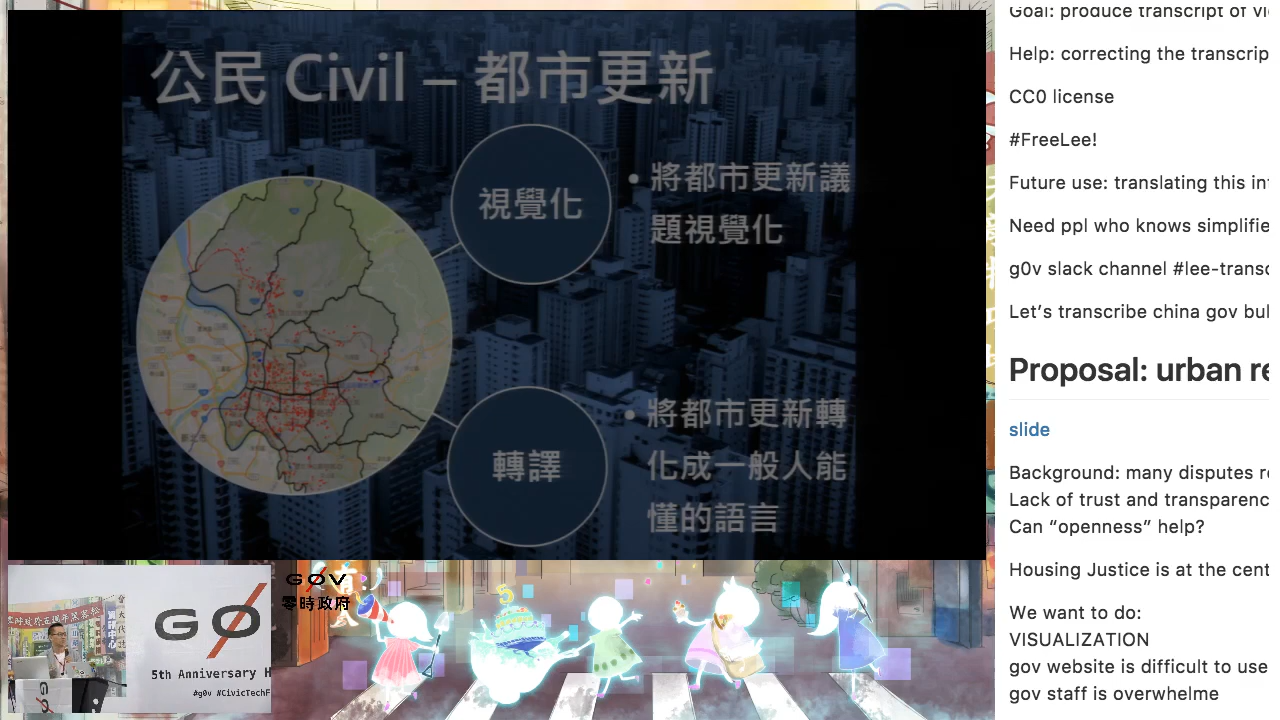 公民 Civil – 都市更新
視覺化
• 將都市更新議
題視覺化
轉譯
• 將都市更新轉
化成一般人能
懂的語言
Goal: produce transcript of vi
Help: correcting the transcrip
CC0 license
#FreeLee!
Future use: translating this in
Need ppl who knows simplifie
g0v slack channel #lee-transc
Let’s transcribe china gov bul
Proposal: urban re
slide
Background: many disputes re
Lack of trust and transparenc
Can “openness” help?
Housing Justice is at the cent
We want to do:
VISUALIZATION
gov website is difficult to use
gov staff is overwhelme
G0
5th Anniversary H
#g0v #CivicTechF
G0V
零時政府